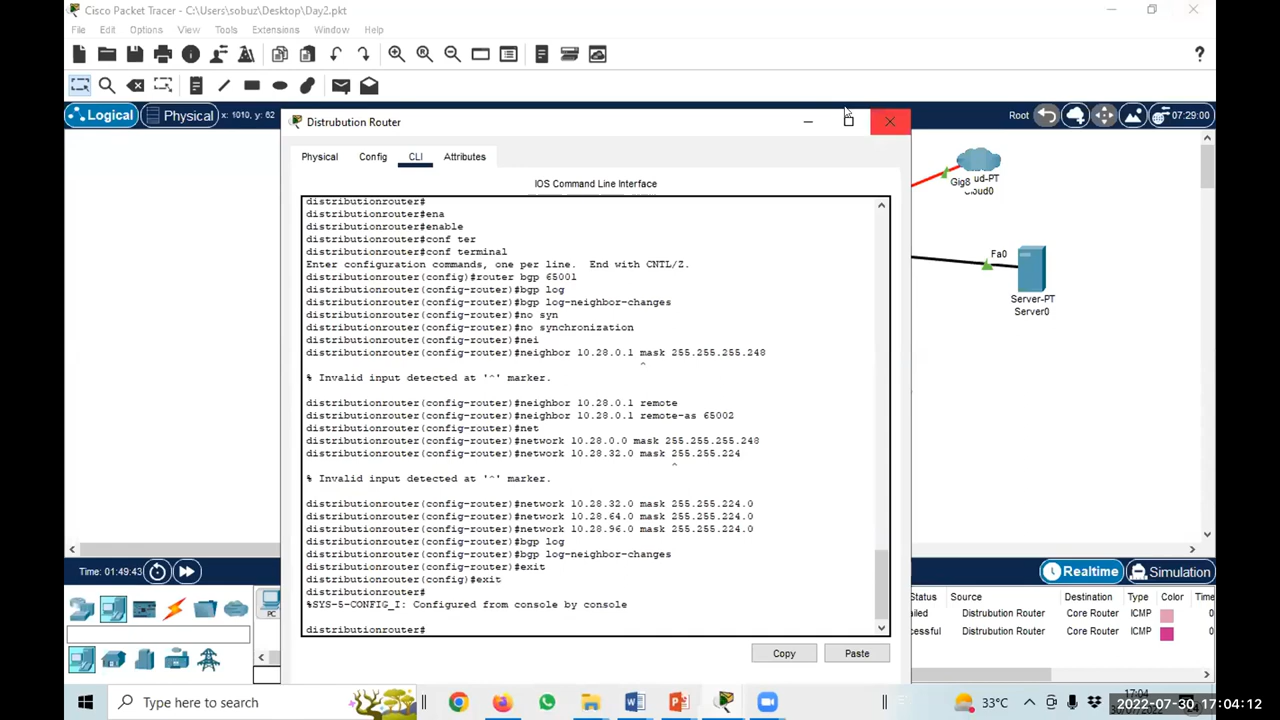 Cisco Packet Tracer - C:\Users\sobuz\Desktop\Day2.pkt
File Edit Options View Tools Extensions Window Help
?
Logical Physical x: 1010, y: 62 Root 07:29:00
Distrubution Router
Physical Config CLI Attributes
IOS Command Line Interface
distributionrouter#
distributionrouter#ena
distributionrouter#enable
distributionrouter#conf ter
distributionrouter#conf terminal
Enter configuration commands, one per line. End with CNTL/Z.
distributionrouter(config)#router bgp 65001
distributionrouter(config-router)#bgp log
distributionrouter(config-router)#bgp log-neighbor-changes
distributionrouter(config-router)#no syn
distributionrouter(config-router)#no synchronization
distributionrouter(config-router)#nei
distributionrouter(config-router)#neighbor 10.28.0.1 mask 255.255.255.248
^
% Invalid input detected at '^' marker.
distributionrouter(config-router)#neighbor 10.28.0.1 remote
distributionrouter(config-router)#neighbor 10.28.0.1 remote-as 65002
distributionrouter(config-router)#net
distributionrouter(config-router)#network 10.28.0.0 mask 255.255.255.248
distributionrouter(config-router)#network 10.28.32.0 mask 255.255.224
^
% Invalid input detected at '^' marker.
distributionrouter(config-router)#network 10.28.32.0 mask 255.255.224.0
distributionrouter(config-router)#network 10.28.64.0 mask 255.255.224.0
distributionrouter(config-router)#network 10.28.96.0 mask 255.255.224.0
distributionrouter(config-router)#bgp log
distributionrouter(config-router)#bgp log-neighbor-changes
distributionrouter(config-router)#exit
distributionrouter(config)#exit
distributionrouter#
%SYS-5-CONFIG_I: Configured from console by console
distributionrouter#
Copy Paste
Gig8 ud-PT
loud0
Fa0
Server-PT
Server0
Time: 01:49:43 Realtime Simulation
PC
Status Source Destination Type Color Time
iled Distrubution Router Core Router ICMP 0
cessful Distrubution Router Core Router ICMP 0
Type here to search 33°C 17:04
2022-07-30 17:04:12